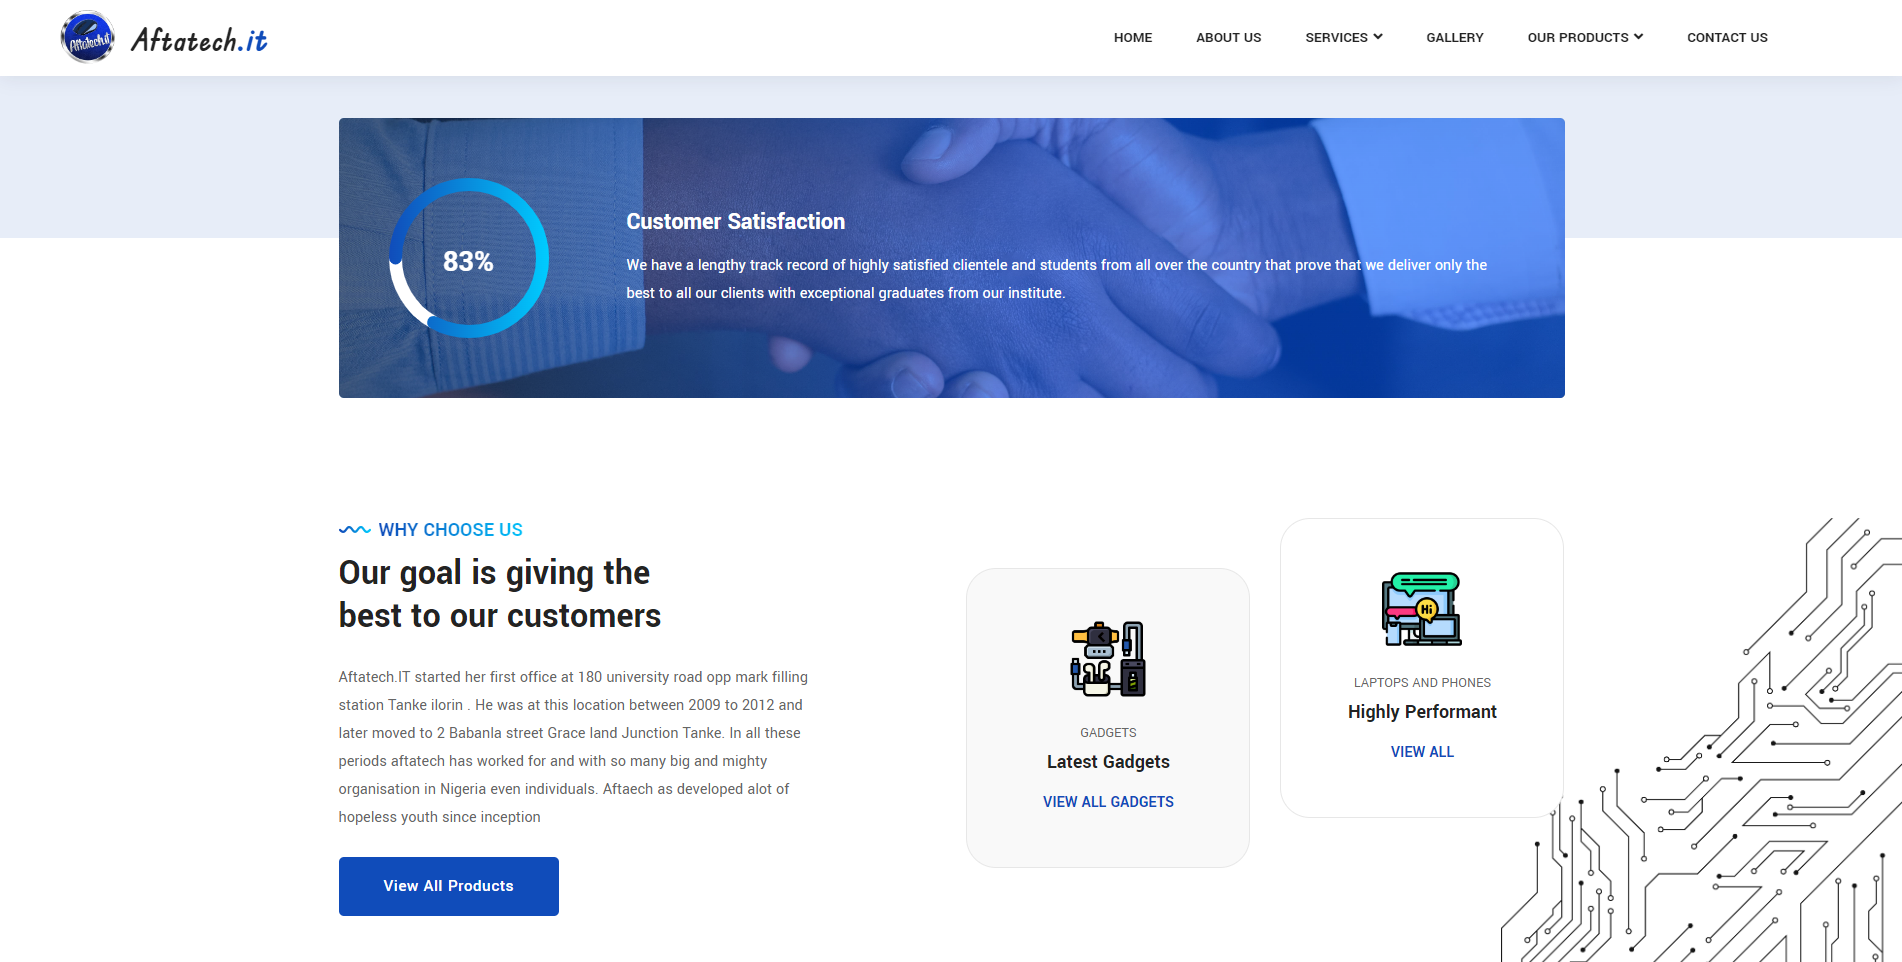 Aftatech.it
Aftatech.it
HOME
ABOUT US
SERVICES
GALLERY
OUR PRODUCTS
CONTACT US
83%
Customer Satisfaction
We have a lengthy track record of highly satisfied clientele and students from all over the country that prove that we deliver only the
best to all our clients with exceptional graduates from our institute.
WHY CHOOSE US
Our goal is giving the
best to our customers
Aftatech.IT started her first office at 180 university road opp mark filling
station Tanke ilorin . He was at this location between 2009 to 2012 and
later moved to 2 Babanla street Grace land Junction Tanke. In all these
periods aftatech has worked for and with so many big and mighty
organisation in Nigeria even individuals. Aftaech as developed alot of
hopeless youth since inception
View All Products
GADGETS
Latest Gadgets
VIEW ALL GADGETS
Hi
LAPTOPS AND PHONES
Highly Performant
VIEW ALL